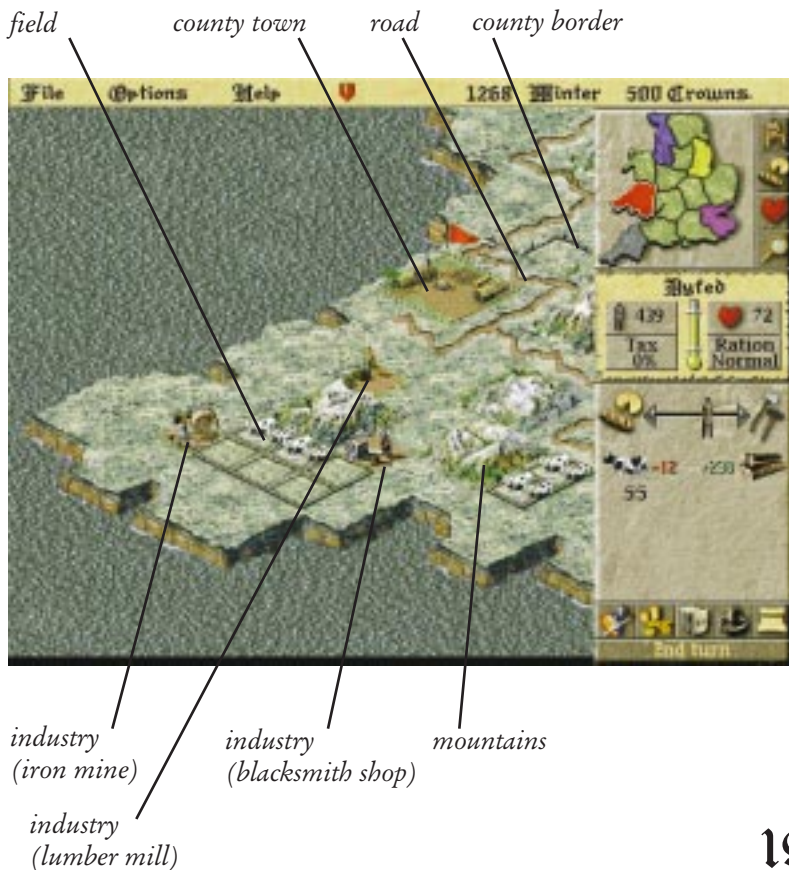 field county town road county border
File Options Help 1268 Winter 500 Crowns
Dyfed
439 72
Tax Ration
0% Normal
-12 +230
55
End turn
industry industry mountains
(iron mine) (blacksmith shop)
industry
(lumber mill)